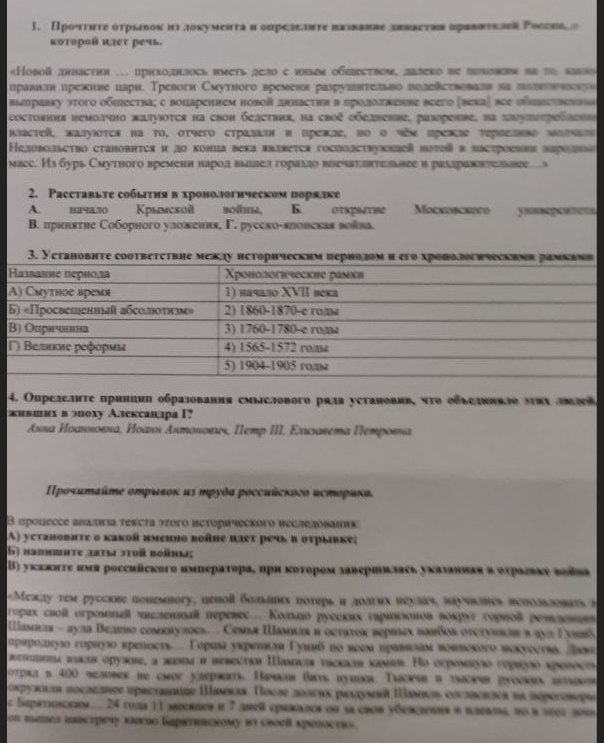 1. Прочтите отрывок из документа и определите название династии правителей России, о
которой идет речь.
«Новой династии ... приходилось иметь дело с иным обществом, далеко не похожим на то, каким
правили прежние цари. Тревоги Смутного времени разрушительно подействовали на политическую
выправку этого общества; с воцарением новой династии в продолжение всего [века] все общественные
состояния немолчно жалуются на свои бедствия, на своё обеднение, разорение, на злоупотребления
властей, жалуются на то, отчего страдали и прежде, но о чём прежде терпеливо молчали.
Недовольство становится и до конца века является господствующей нотой в настроении народных
масс. Из бурь Смутного времени народ вышел гораздо впечатлительнее и раздражительнее...»
2. Расставьте события в хронологическом порядке
А. начало Крымской войны, Б. открытие Московского университета,
В. принятие Соборного уложения, Г. русско-японская война.
3. Установите соответствие между историческим периодом и его хронологическими рамками
Название периода Хронологические рамки
А) Смутное время 1) начало XVII века
Б) «Просвещенный абсолютизм» 2) 1860-1870-е годы
В) Опричнина 3) 1760-1780-е годы
Г) Великие реформы 4) 1565-1572 годы
5) 1904-1905 годы
4. Определите принцип образования смыслового ряда установив, что объединяло этих людей,
живших в эпоху Александра I?
Анна Иоанновна, Иоанн Антонович, Петр III, Елизавета Петровна
Прочитайте отрывок из труда российского историка.
В процессе анализа текста этого исторического исследования:
А) установите о какой именно войне идет речь в отрывке;
Б) напишите даты этой войны;
В) укажите имя российского императора, при котором завершилась указанная в отрывке война
«Между тем русские понемногу, ценой больших потерь и долгих неудач, научились использовать в
горах свой огромный численный перевес... Кольцо русских гарнизонов вокруг горной резиденции
Шамиля - аула Ведено сомкнулось... Семья Шамиля и остаток верных наибов отступили в аул Гуниб,
природную горную крепость... Горцы укрепили Гуниб по всем правилам воинского искусства. Даже
женщины взяли оружие, а жены и невестки Шамиля таскали камни. Но огромную горную крепость
отряд в 400 человек не смог удержать. Начали бить пушки. Тысячи и тысячи русских штыков
окружили последнее пристанище Шамиля. После долгих раздумий Шамиль согласился на переговоры
с Барятинским... 24 года 11 месяцев и 7 дней сражался он за свои убеждения и власть, но в этот день
он вышел навстречу князю Барятинскому из своей крепости».